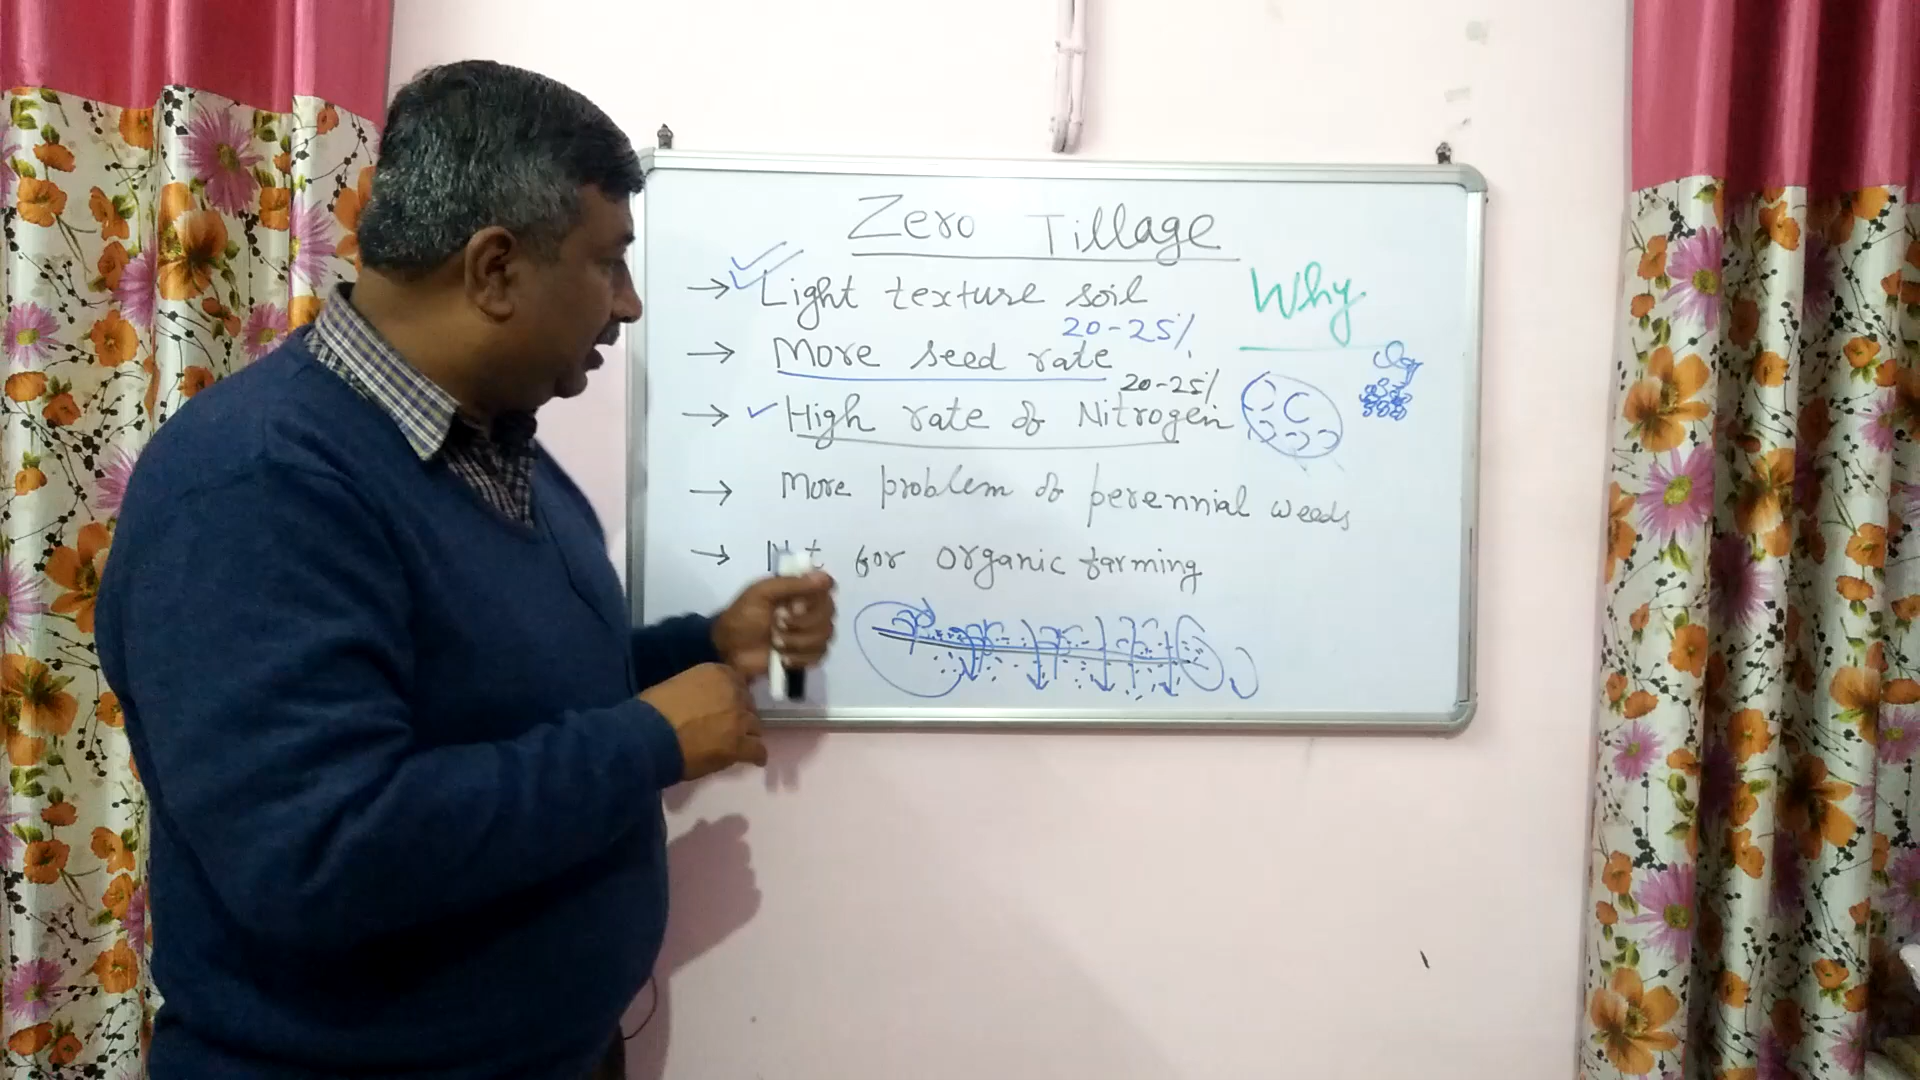 Zero Tillage
→ Light texture soil
Why
20-25%
→ More seed rate
20-25%
→ High rate of Nitrogen
→ More problem of perennial weeds
→ for organic farming